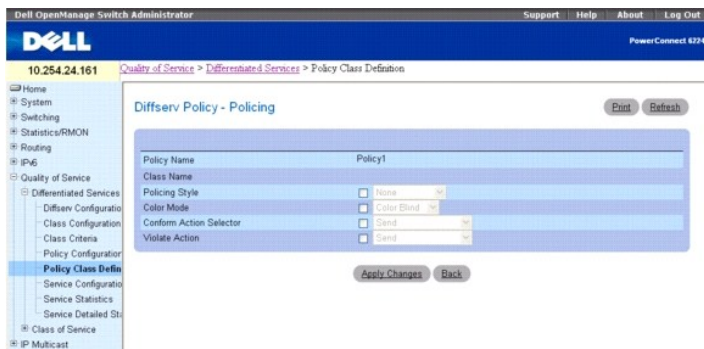 Dell OpenManage Switch Administrator Support Help About Log Out
DELL
PowerConnect 6224
10.254.24.161
Quality of Service > Differentiated Services > Policy Class Definition
Home
System
Switching
Statistics/RMON
Routing
IPv6
Quality of Service
Differentiated Services
Diffserv Configuratio
Class Configuration
Class Criteria
Policy Configuration
Policy Class Defin
Service Configuratio
Service Statistics
Service Detailed Sta
Class of Service
IP Multicast
Diffserv Policy - Policing
Print Refresh
Policy Name Policy1
Class Name
Policing Style None
Color Mode Color Blind
Conform Action Selector Send
Violate Action Send
Apply Changes Back